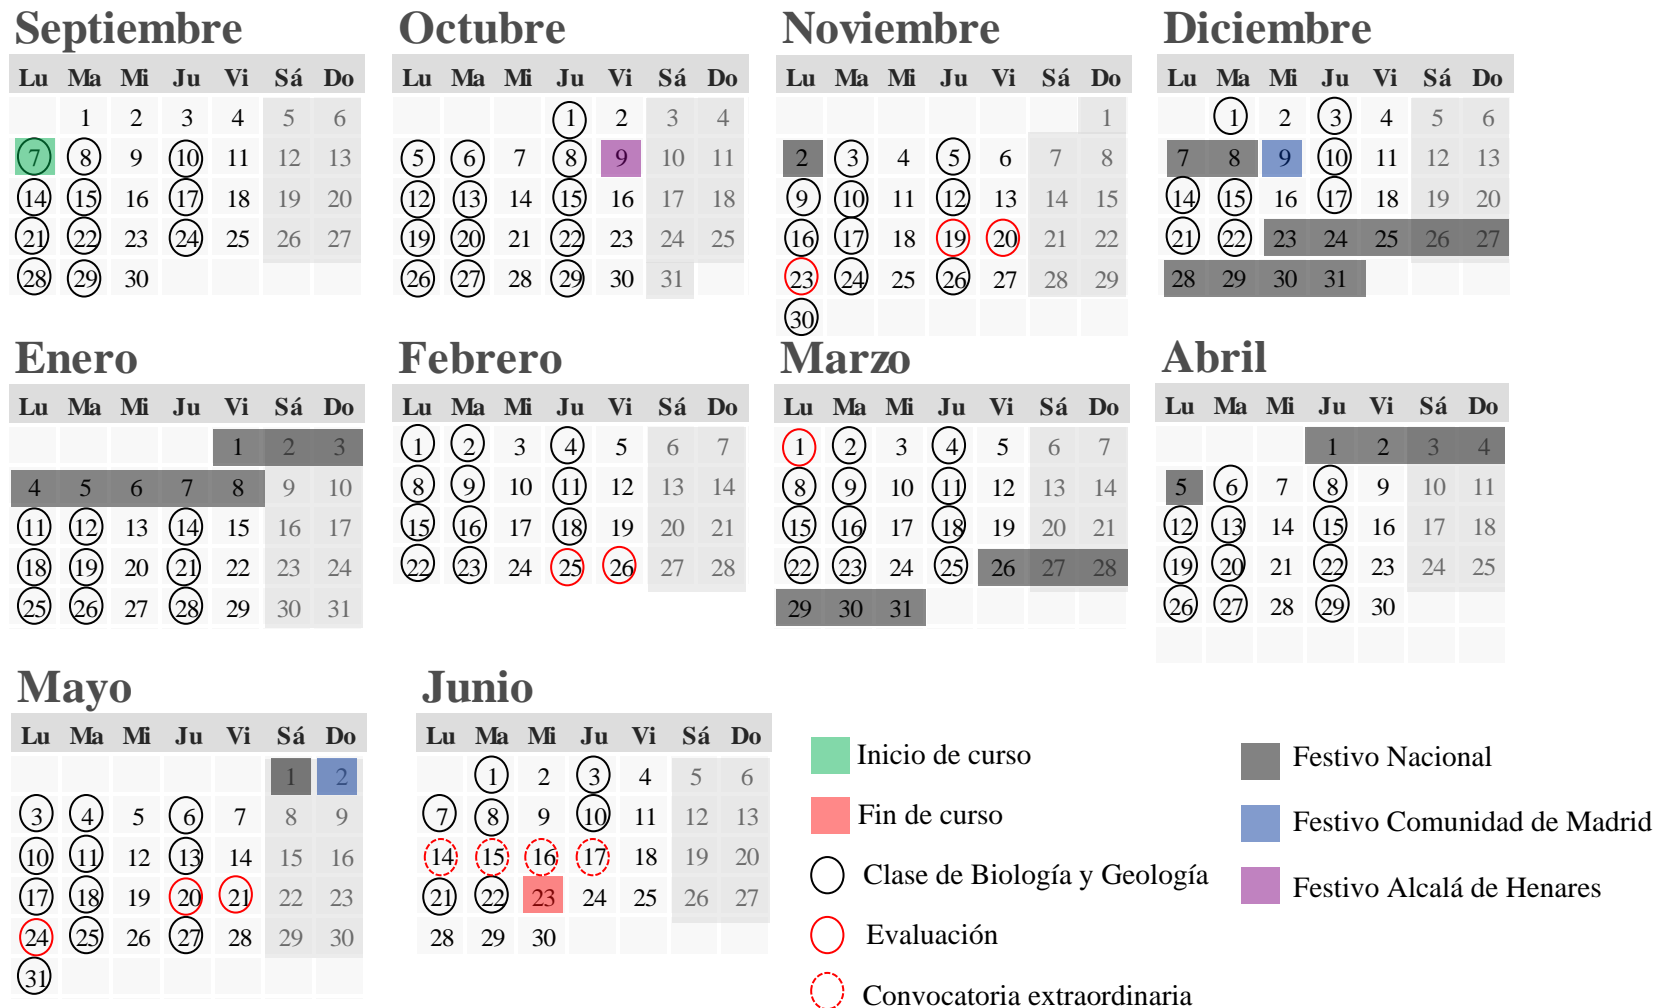 Septiembre
Lu Ma Mi Ju Vi Sá Do
1 2 3 4 5 6
7 8 9 10 11 12 13
14 15 16 17 18 19 20
21 22 23 24 25 26 27
28 29 30
Octubre
Lu Ma Mi Ju Vi Sá Do
1 2 3 4
5 6 7 8 9 10 11
12 13 14 15 16 17 18
19 20 21 22 23 24 25
26 27 28 29 30 31
Noviembre
Lu Ma Mi Ju Vi Sá Do
1
2 3 4 5 6 7 8
9 10 11 12 13 14 15
16 17 18 19 20 21 22
23 24 25 26 27 28 29
30
Diciembre
Lu Ma Mi Ju Vi Sá Do
1 2 3 4 5 6
7 8 9 10 11 12 13
14 15 16 17 18 19 20
21 22 23 24 25 26 27
28 29 30 31
Enero
Lu Ma Mi Ju Vi Sá Do
1 2 3
4 5 6 7 8 9 10
11 12 13 14 15 16 17
18 19 20 21 22 23 24
25 26 27 28 29 30 31
Febrero
Lu Ma Mi Ju Vi Sá Do
1 2 3 4 5 6 7
8 9 10 11 12 13 14
15 16 17 18 19 20 21
22 23 24 25 26 27 28
Marzo
Lu Ma Mi Ju Vi Sá Do
1 2 3 4 5 6 7
8 9 10 11 12 13 14
15 16 17 18 19 20 21
22 23 24 25 26 27 28
29 30 31
Abril
Lu Ma Mi Ju Vi Sá Do
1 2 3 4
5 6 7 8 9 10 11
12 13 14 15 16 17 18
19 20 21 22 23 24 25
26 27 28 29 30
Mayo
Lu Ma Mi Ju Vi Sá Do
1 2
3 4 5 6 7 8 9
10 11 12 13 14 15 16
17 18 19 20 21 22 23
24 25 26 27 28 29 30
31
Junio
Lu Ma Mi Ju Vi Sá Do
1 2 3 4 5 6
7 8 9 10 11 12 13
14 15 16 17 18 19 20
21 22 23 24 25 26 27
28 29 30
Inicio de curso
Fin de curso
Clase de Biología y Geología
Evaluación
Convocatoria extraordinaria
Festivo Nacional
Festivo Comunidad de Madrid
Festivo Alcalá de Henares